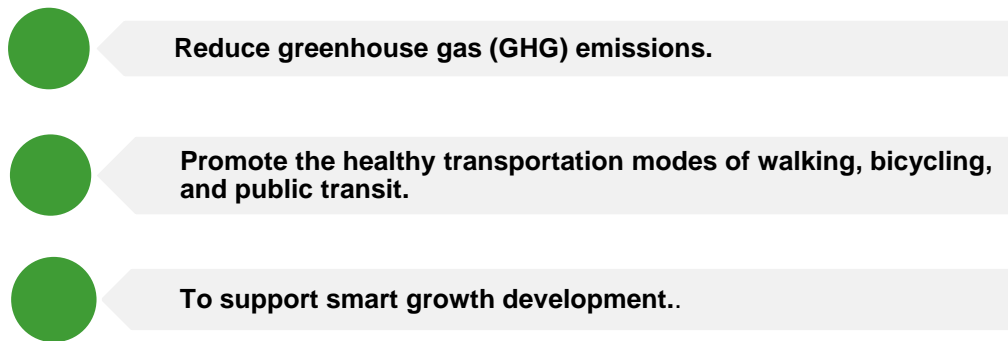 Reduce greenhouse gas (GHG) emissions.
Promote the healthy transportation modes of walking, bicycling,
and public transit.
To support smart growth development..